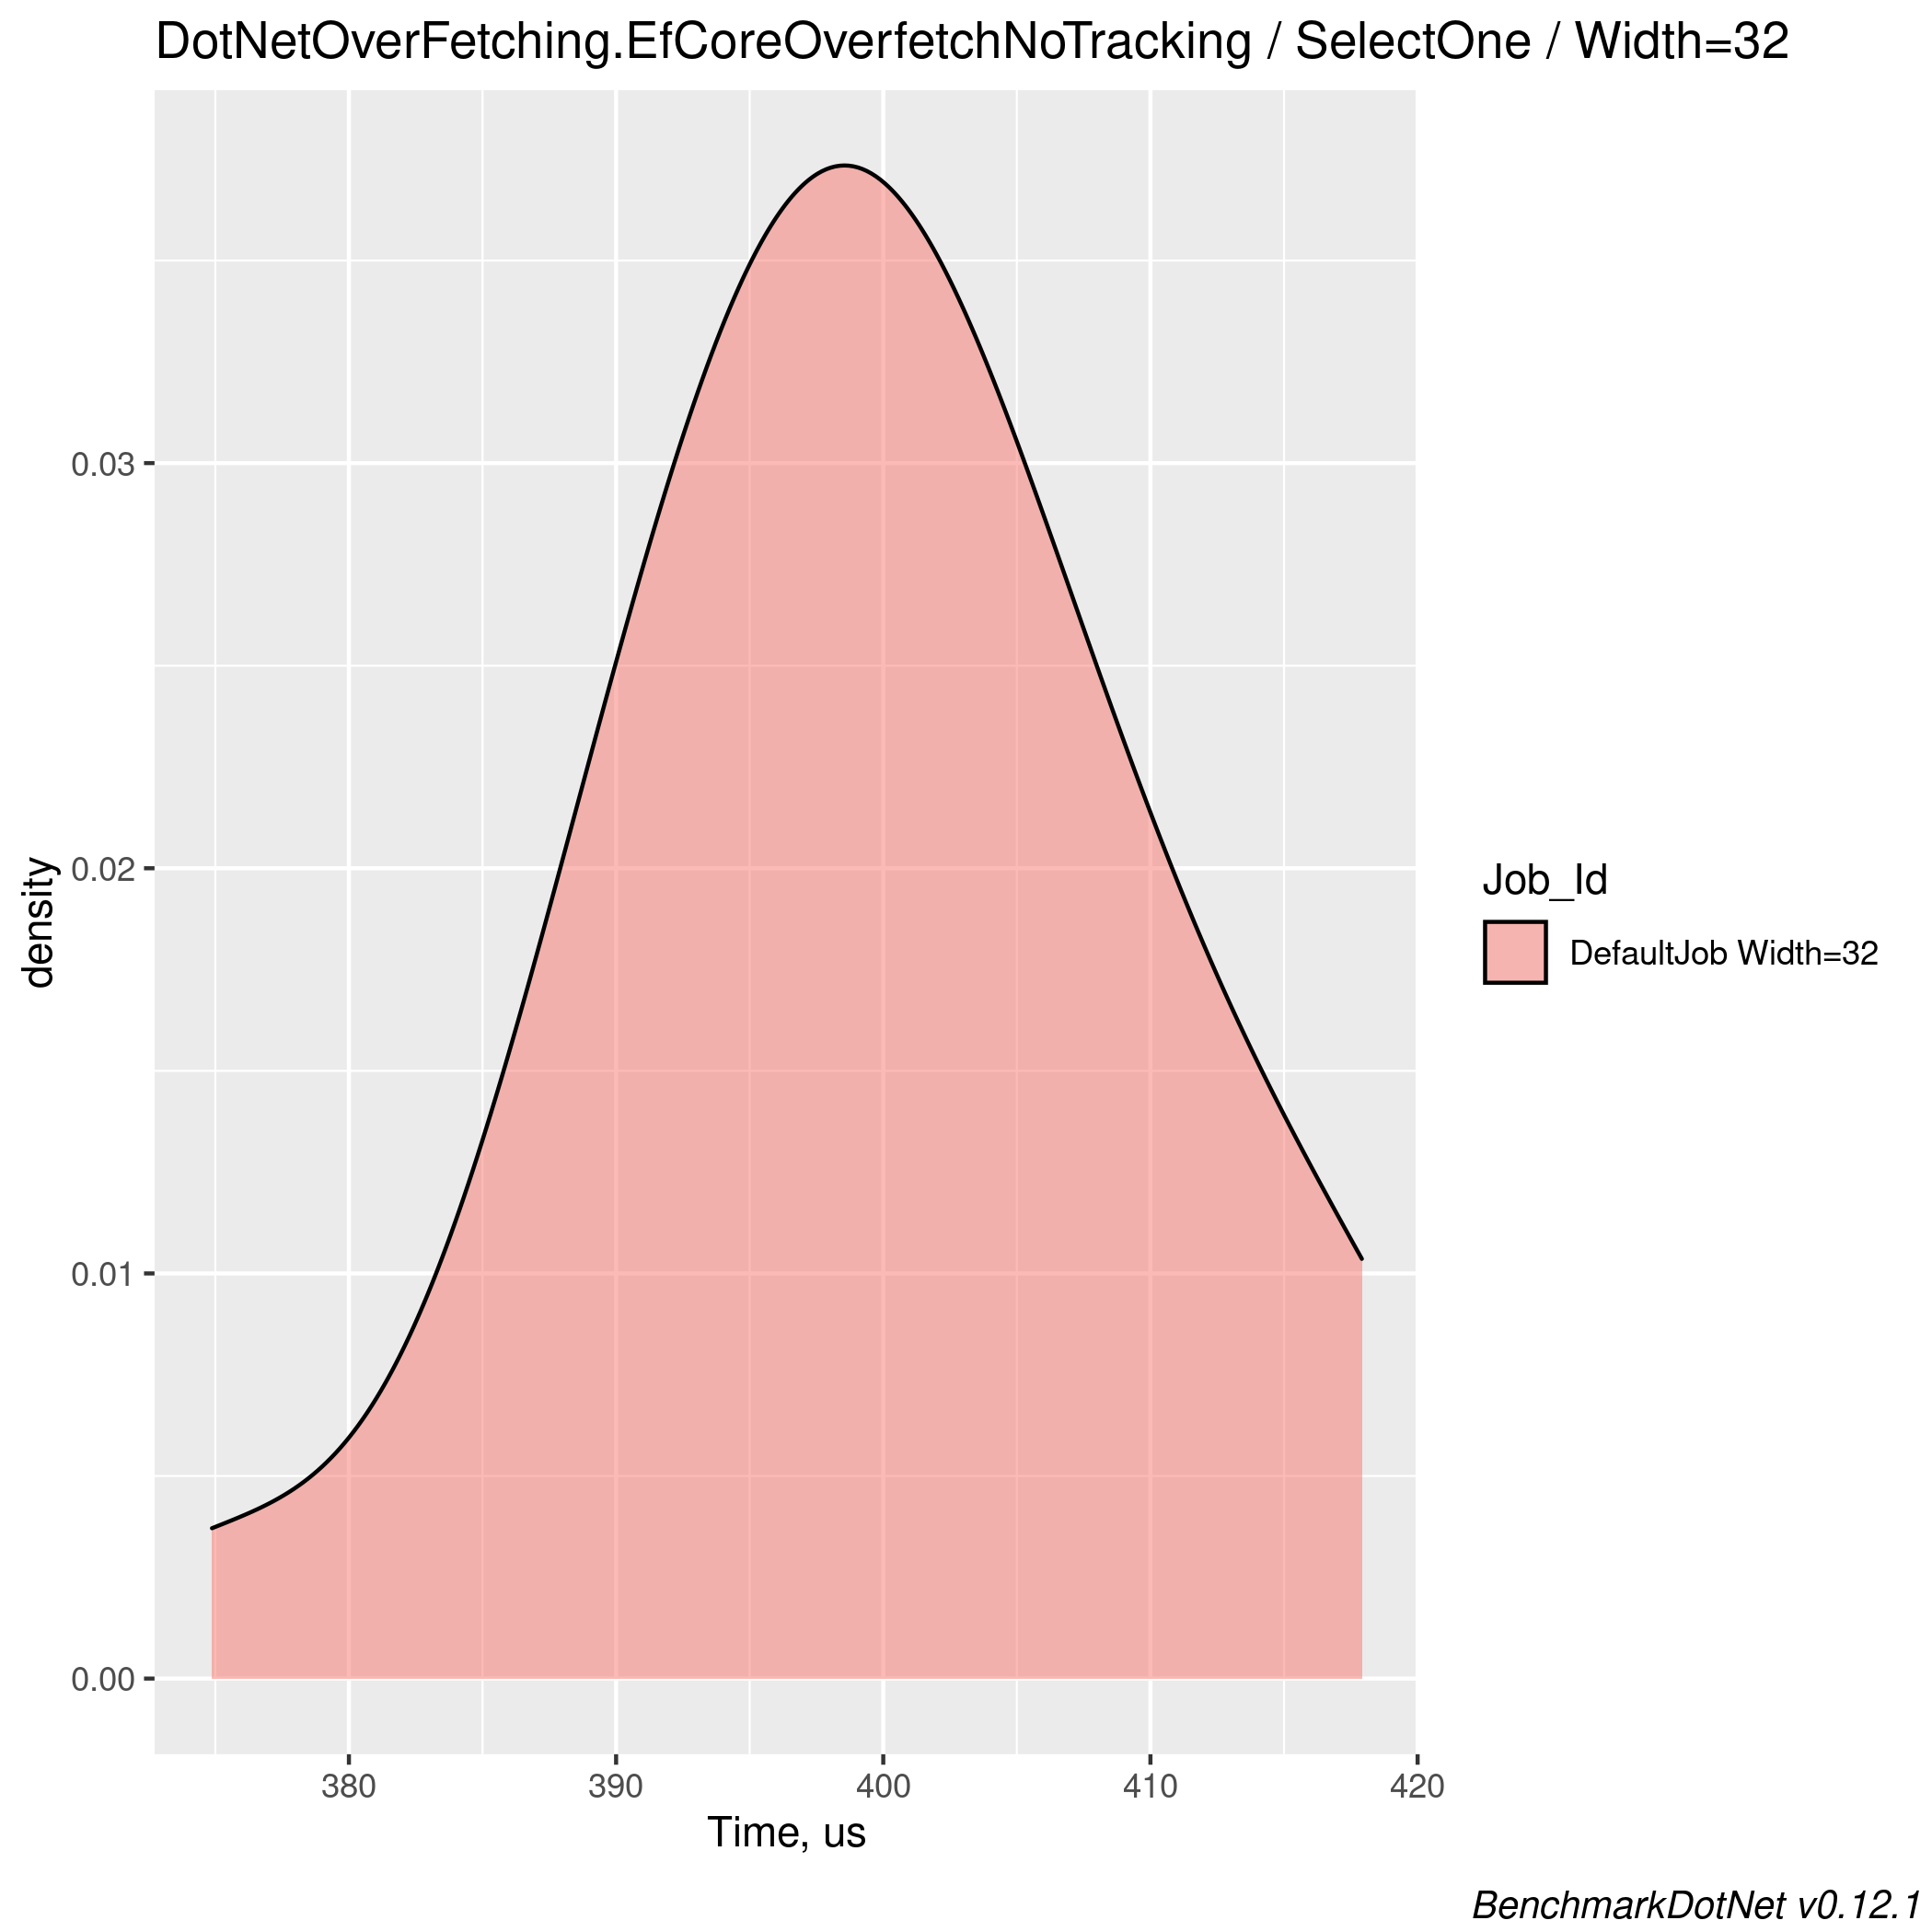 DotNetOverFetching.EfCoreOverfetchNoTracking / SelectOne / Width=32
0.03
0.02
0.01
0.00
density
380 390 400 410 420
Time, us
Job_Id
DefaultJob Width=32
BenchmarkDotNet v0.12.1